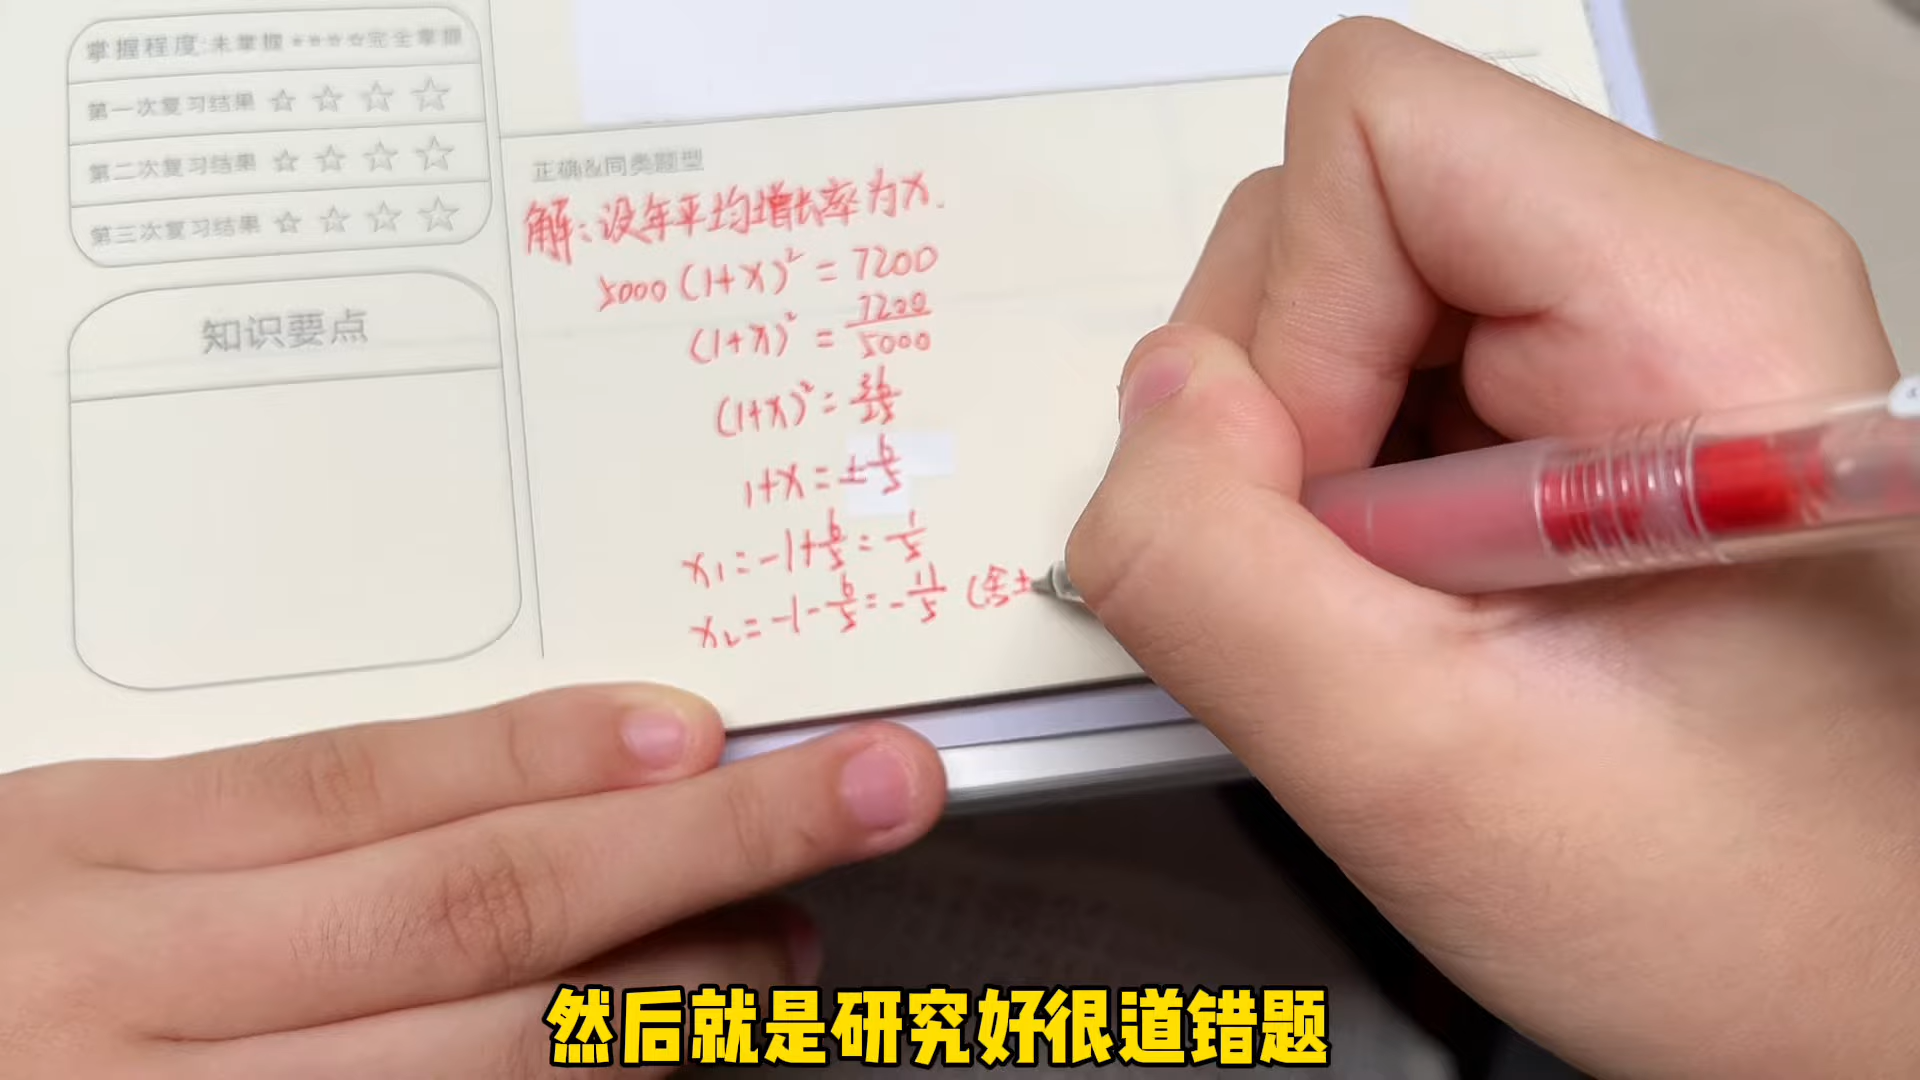 掌握程度:未掌握☆☆☆☆完全掌握
第一次复习结果 ☆ ☆ ☆ ☆
第二次复习结果 ☆ ☆ ☆ ☆
第三次复习结果 ☆ ☆ ☆ ☆
知识要点
正确&同类题型
解:设年平均增长率为x.
5000(1+x)²=7200
(1+x)²=7200/5000
(1+x)²=36/25
1+x=±6/5
x₁=-1+6/5=1/5
x₂=-1-6/5=-11/5 (舍
然后就是研究好很道错题